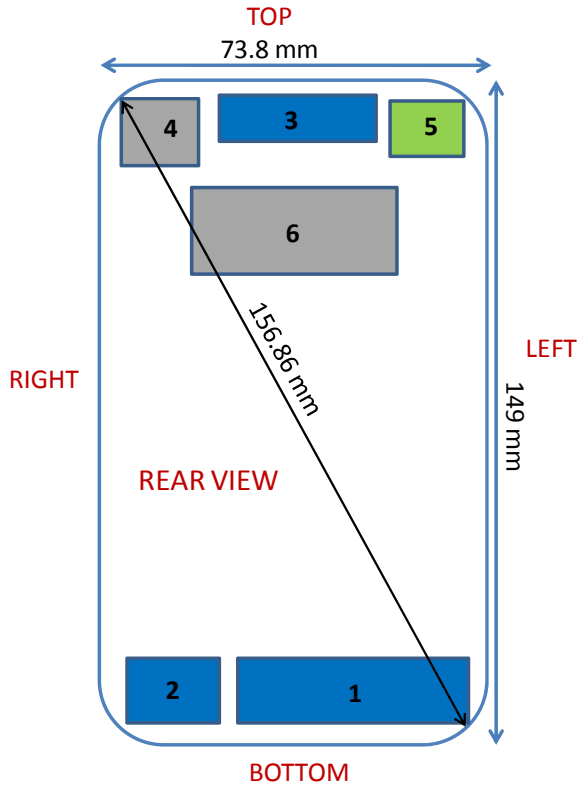 TOP
73.8 mm
4
3
5
6
156.86 mm
LEFT
RIGHT
149 mm
REAR VIEW
2
1
BOTTOM